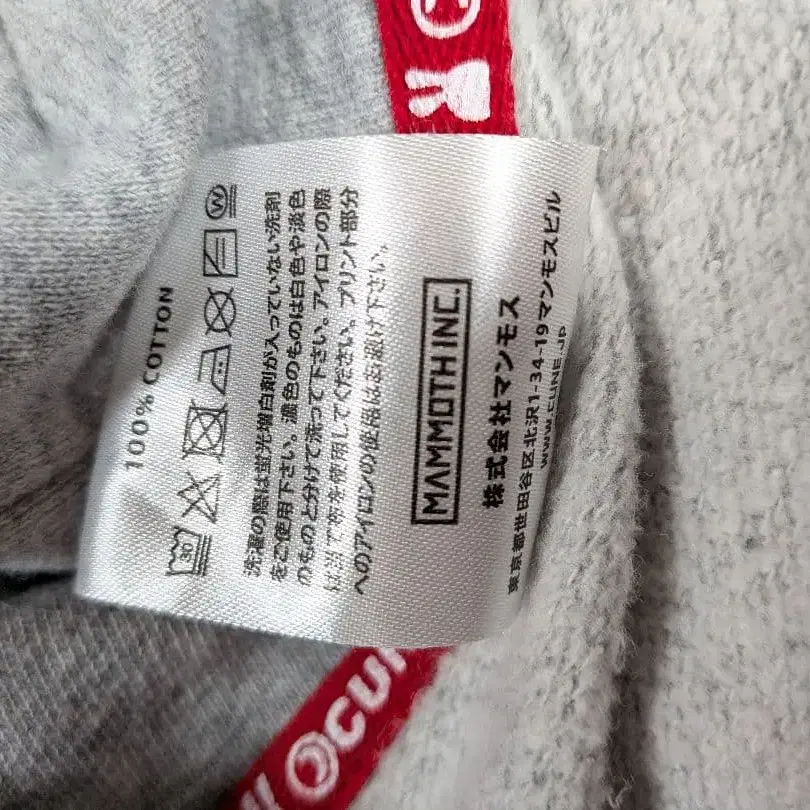 100% COTTON
30
W
洗濯の際は蛍光増白剤が入っていない洗剤
をご使用下さい。濃色のものは白色や淡色
のものと分けて洗って下さい。アイロンの際
は当て布を使用してください。プリント部分
へのアイロンの使用はお避け下さい。
MAMMOTH INC.
株式会社マンモス
東京都世田谷区北沢1-34-19マンモスビル
WWW.CUNE.JP
CUN